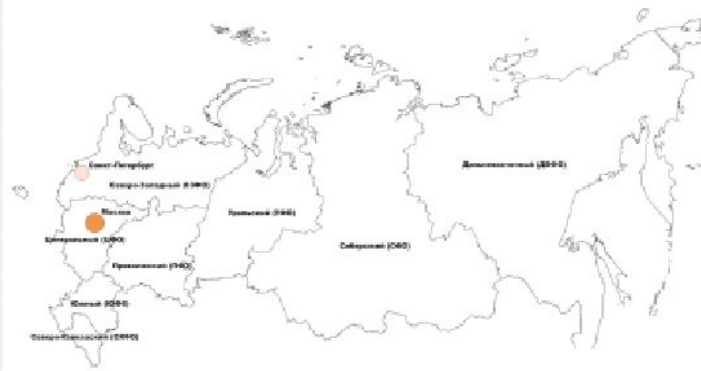 Санкт-Петербург
Северо-Западный (СЗФО)
Дальневосточный (ДВФО)
Москва
Уральский (УФО)
Центральный (ЦФО)
Сибирский (СФО)
Приволжский (ПФО)
Южный (ЮФО)
Северо-Кавказский (СКФО)